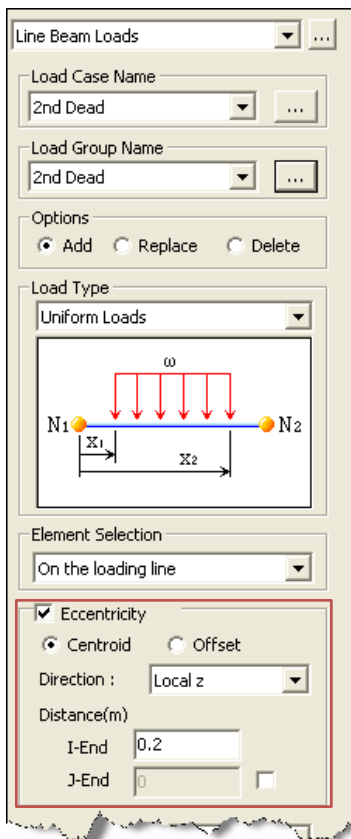 Line Beam Loads ...
Load Case Name
2nd Dead ...
Load Group Name
2nd Dead ...
Options
Add Replace Delete
Load Type
Uniform Loads
ω
N1 N2
X1
X2
Element Selection
On the loading line
Eccentricity
Centroid Offset
Direction : Local z
Distance(m)
I-End 0.2
J-End 0